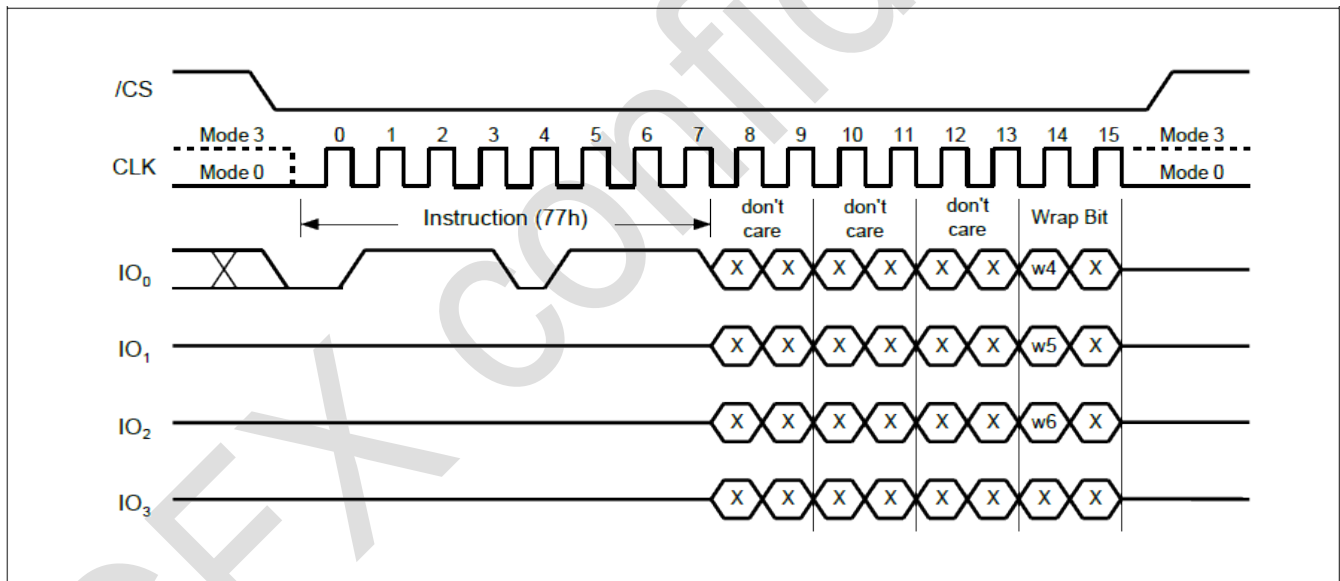 /CS
Mode 3 0 1 2 3 4 5 6 7 8 9 10 11 12 13 14 15 Mode 3
CLK Mode 0 Mode 0
Instruction (77h) don't care don't care don't care Wrap Bit
IO0 X X X X X X w4 X
IO1 X X X X X X w5 X
IO2 X X X X X X w6 X
IO3 X X X X X X X X
FX confid